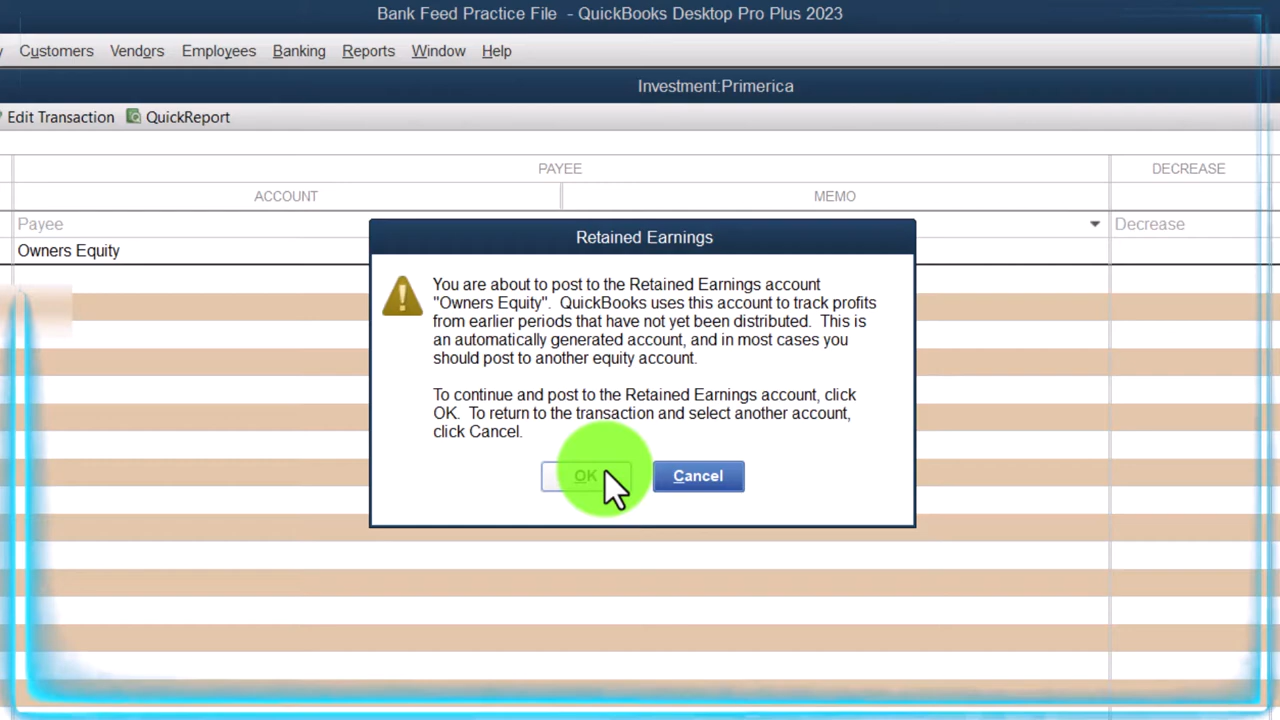 Bank Feed Practice File - QuickBooks Desktop Pro Plus 2023
y Customers Vendors Employees Banking Reports Window Help
Investment:Primerica
Edit Transaction QuickReport
PAYEE DECREASE
ACCOUNT MEMO
Payee Decrease
Owners Equity
Retained Earnings
You are about to post to the Retained Earnings account
"Owners Equity". QuickBooks uses this account to track profits
from earlier periods that have not yet been distributed. This is
an automatically generated account, and in most cases you
should post to another equity account.
To continue and post to the Retained Earnings account, click
OK. To return to the transaction and select another account,
click Cancel.
OK Cancel